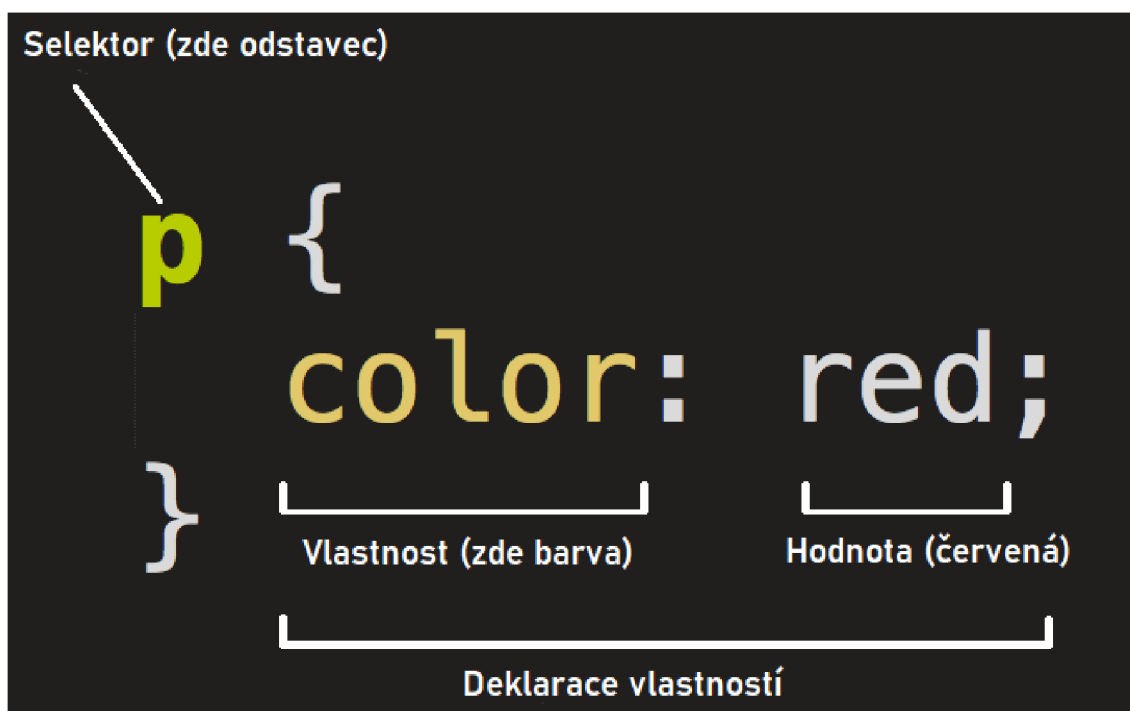 Selektor (zde odstavec)
p {
color: red;
}
Vlastnost (zde barva)
Hodnota (červená)
Deklarace vlastností